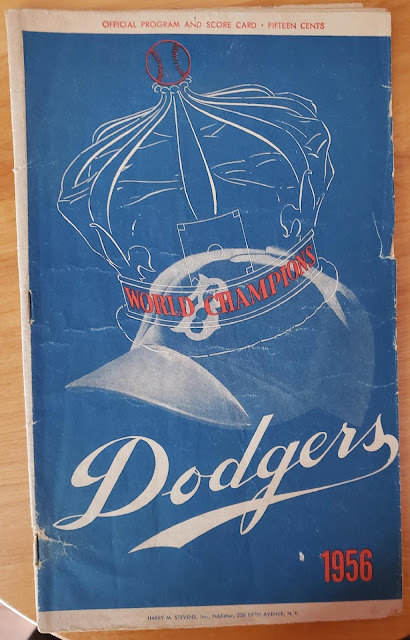 OFFICIAL PROGRAM AND SCORE CARD • FIFTEEN CENTS
WORLD CHAMPIONS
B
Dodgers
1956
HARRY M. STEVENS, Inc., Publisher, 320 FIFTH AVENUE, N. Y.